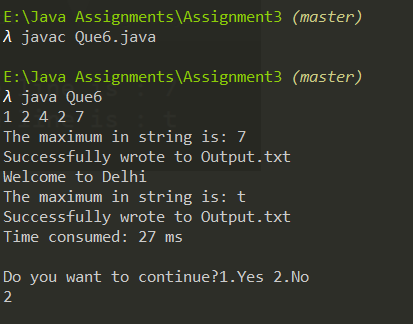 E:\Java Assignments\Assignment3 (master)
λ javac Que6.java
E:\Java Assignments\Assignment3 (master)
λ java Que6
1 2 4 2 7
The maximum in string is: 7
Successfully wrote to Output.txt
Welcome to Delhi
The maximum in string is: t
Successfully wrote to Output.txt
Time consumed: 27 ms
Do you want to continue?1.Yes 2.No
2